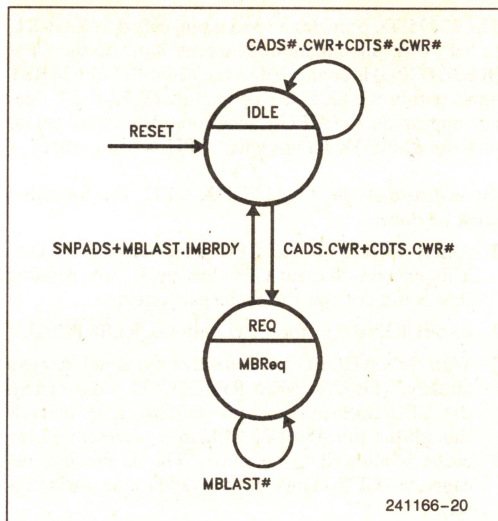 CADS#.CWR+CDTS#.CWR#
IDLE
RESET
SNPADS+MBLAST.IMBRDY
CADS.CWR+CDTS.CWR#
REQ
MBReq
MBLAST#
241166-20